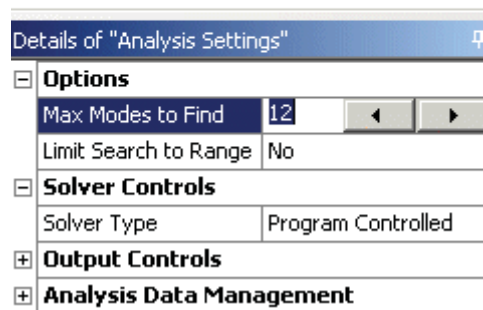 Details of "Analysis Settings"
Options
Max Modes to Find 12
Limit Search to Range No
Solver Controls
Solver Type Program Controlled
Output Controls
Analysis Data Management